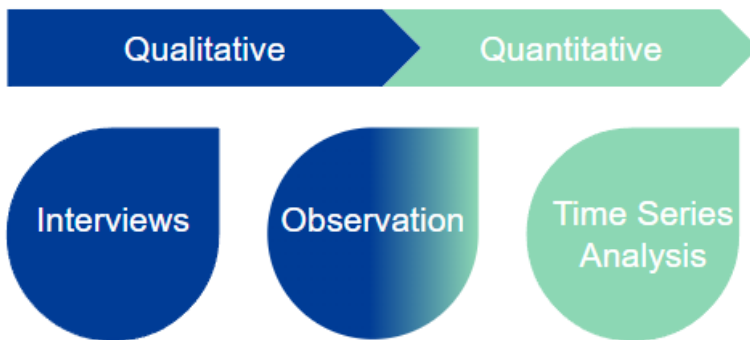 Qualitative
Quantitative
Interviews
Observation
Time Series
Analysis